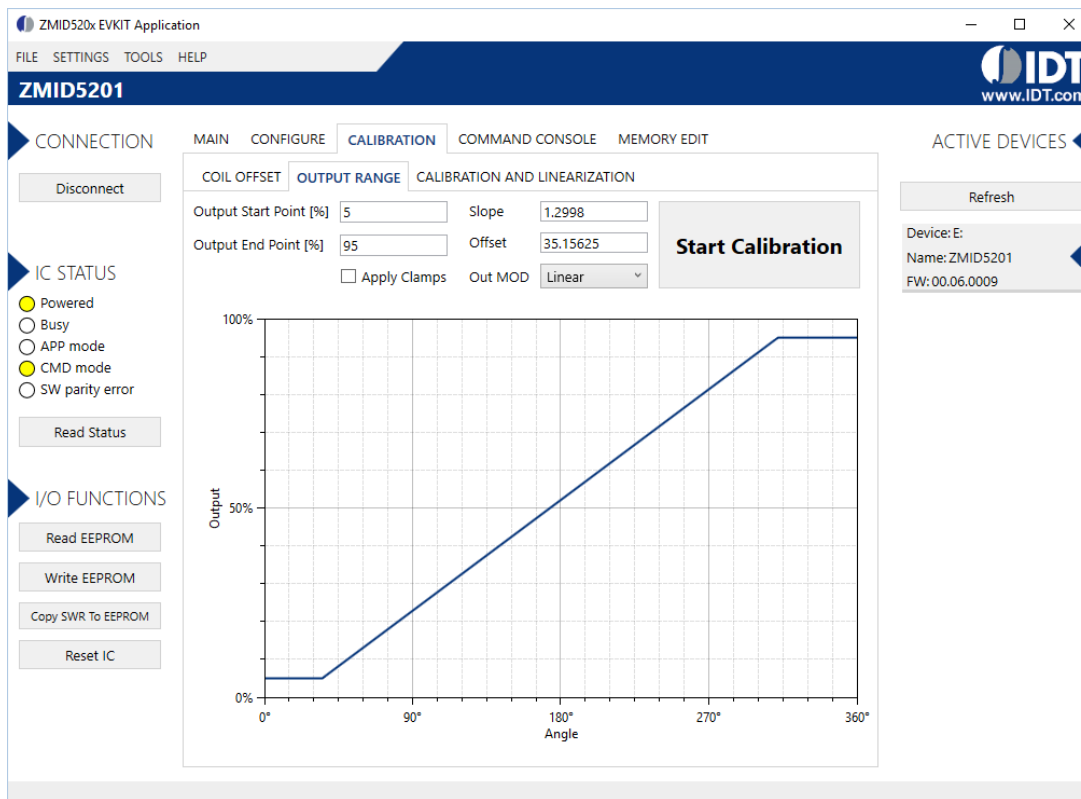 ZMID520x EVKIT Application
FILE SETTINGS TOOLS HELP
IDT
www.IDT.com
ZMID5201
CONNECTION
Disconnect
IC STATUS
Powered
Busy
APP mode
CMD mode
SW parity error
Read Status
I/O FUNCTIONS
Read EEPROM
Write EEPROM
Copy SWR To EEPROM
Reset IC
MAIN CONFIGURE CALIBRATION COMMAND CONSOLE MEMORY EDIT
COIL OFFSET OUTPUT RANGE CALIBRATION AND LINEARIZATION
Output Start Point [%] 5 Slope 1.2998
Output End Point [%] 95 Offset 35.15625
Apply Clamps Out MOD Linear
Start Calibration
100%
50%
0%
Output
0° 90° 180° 270° 360°
Angle
ACTIVE DEVICES
Refresh
Device: E:
Name: ZMID5201
FW: 00.06.0009